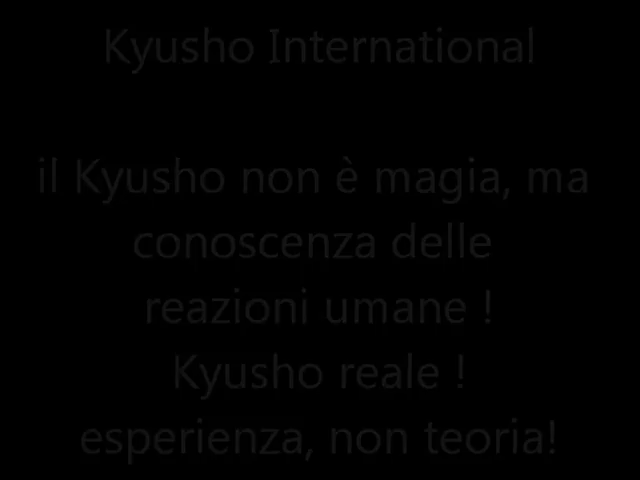 Kyusho International
il Kyusho non è magia, ma
conoscenza delle
reazioni umane !
Kyusho reale !
esperienza, non teoria!